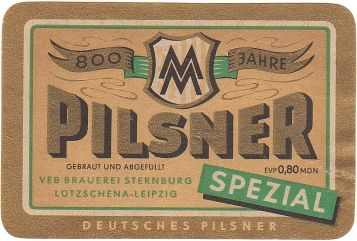 800 JAHRE
MM
PILSNER
GEBRAUT UND ABGEFÜLLT
EVP 0,80 MDN
VEB BRAUEREI STERNBURG
LÜTZSCHENA-LEIPZIG
SPEZIAL
DEUTSCHES PILSNER